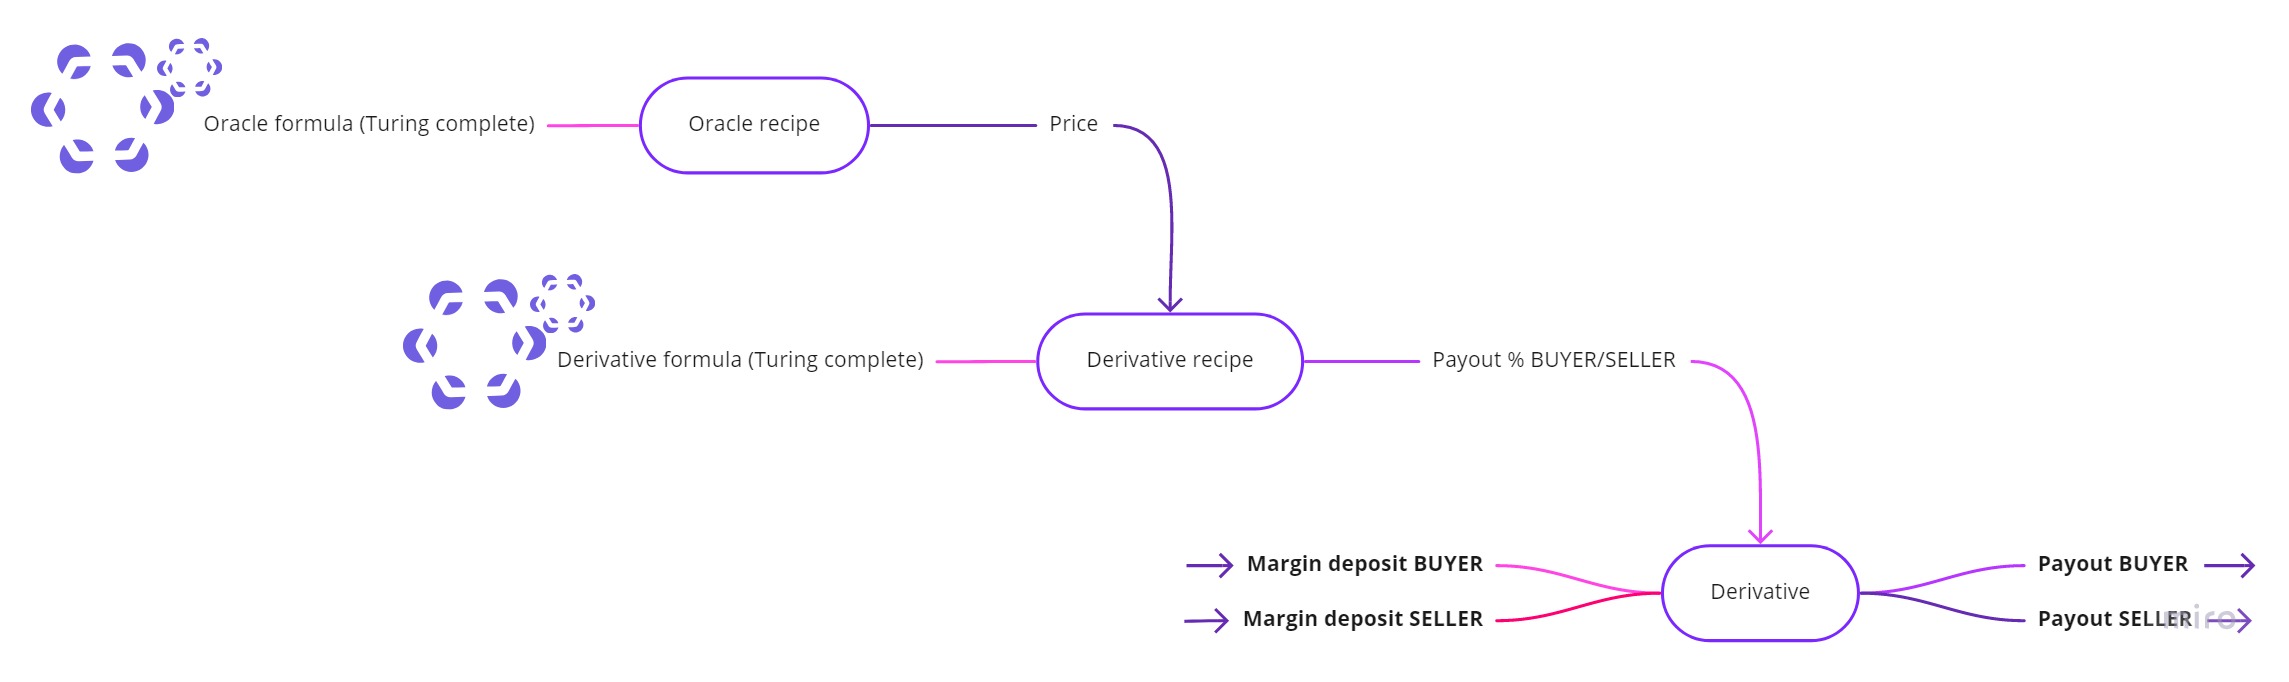 Oracle formula (Turing complete)
Oracle recipe
Price
Derivative formula (Turing complete)
Derivative recipe
Payout % BUYER/SELLER
Margin deposit BUYER
Margin deposit SELLER
Derivative
Payout BUYER
Payout SELLER
miro